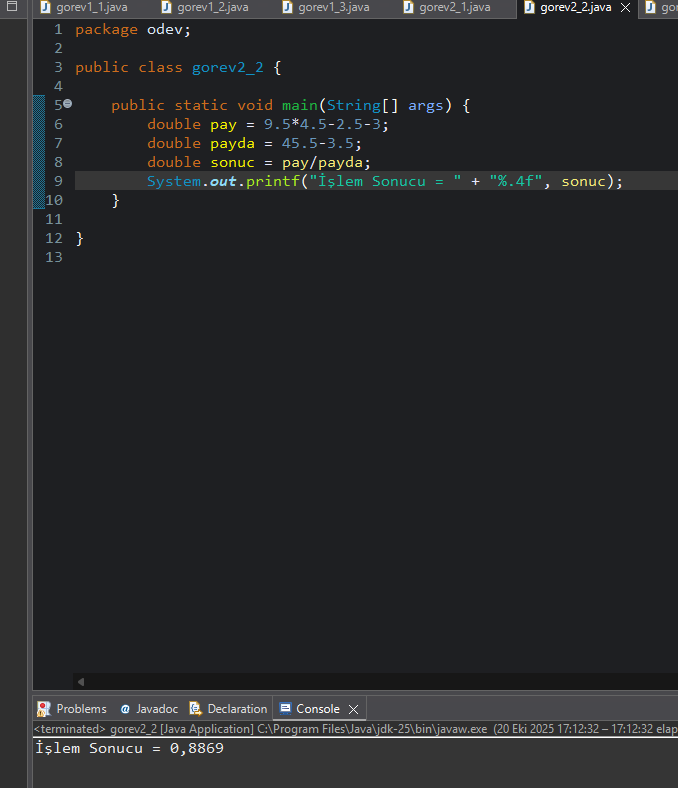 gorev1_1.java gorev1_2.java gorev1_3.java gorev2_1.java gorev2_2.java gor
1 package odev;
2
3 public class gorev2_2 {
4
5 public static void main(String[] args) {
6 double pay = 9.5*4.5-2.5-3;
7 double payda = 45.5-3.5;
8 double sonuc = pay/payda;
9 System.out.printf("İşlem Sonucu = " + "%.4f", sonuc);
10 }
11
12 }
13
Problems Javadoc Declaration Console
<terminated> gorev2_2 [Java Application] C:\Program Files\Java\jdk-25\bin\javaw.exe (20 Eki 2025 17:12:32 – 17:12:32 elap
İşlem Sonucu = 0,8869